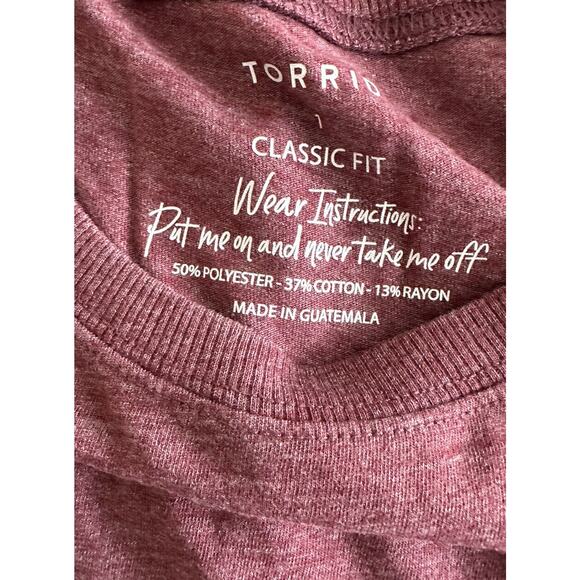 TORRID
1
CLASSIC FIT
Wear Instructions:
Put me on and never take me off
50% POLYESTER - 37% COTTON - 13% RAYON
MADE IN GUATEMALA